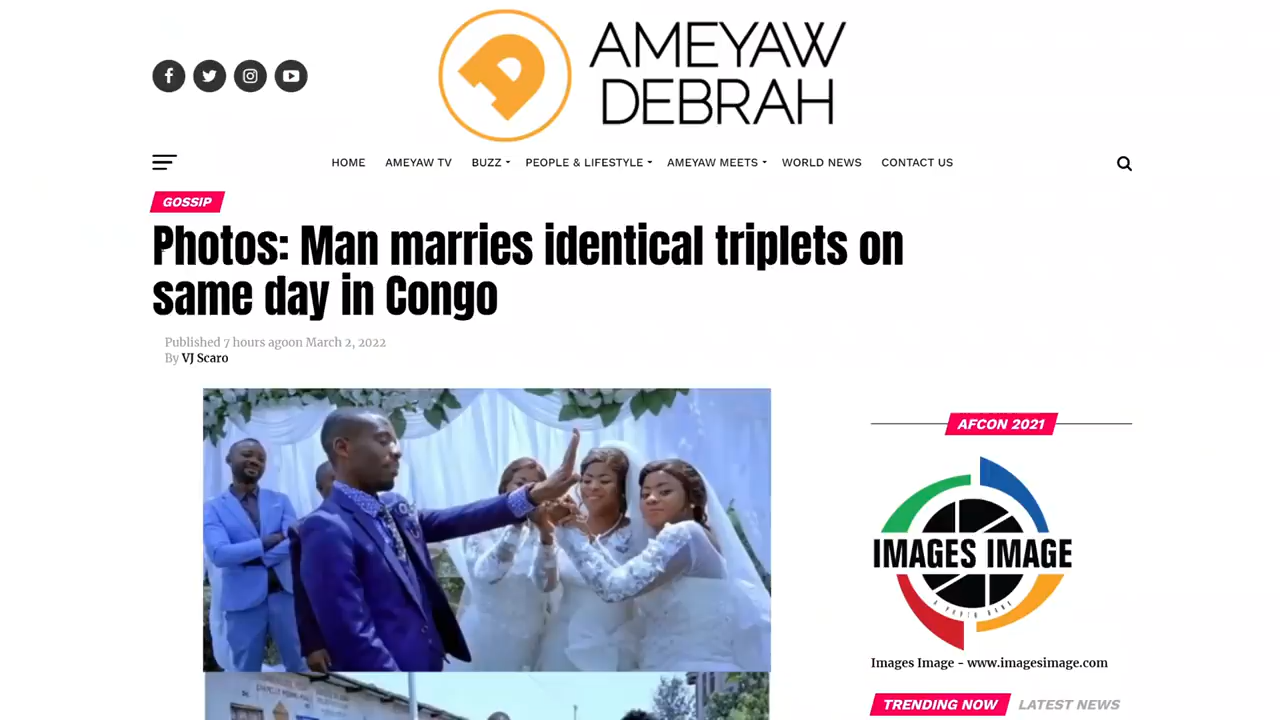 AMEYAW
DEBRAH
HOME AMEYAW TV BUZZ PEOPLE & LIFESTYLE AMEYAW MEETS WORLD NEWS CONTACT US
GOSSIP
Photos: Man marries identical triplets on
same day in Congo
Published 7 hours agoon March 2, 2022
By VJ Scaro
AFCON 2021
IMAGES IMAGE
A PHOTO BANK
Images Image - www.imagesimage.com
TRENDING NOW LATEST NEWS